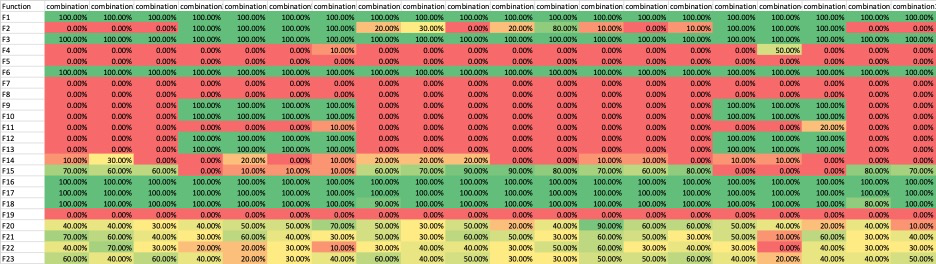 Function combination combination combination combination combination combination combination combination combination combination combination combination combination combination combination combination combination combination combination combination
F1 100.00% 100.00% 100.00% 100.00% 100.00% 100.00% 100.00% 100.00% 100.00% 100.00% 100.00% 100.00% 100.00% 100.00% 100.00% 100.00% 100.00% 100.00% 100.00% 100.00%
F2 0.00% 0.00% 0.00% 100.00% 100.00% 100.00% 100.00% 20.00% 30.00% 0.00% 20.00% 80.00% 10.00% 0.00% 10.00% 100.00% 100.00% 100.00% 0.00% 0.00%
F3 100.00% 100.00% 100.00% 100.00% 100.00% 100.00% 100.00% 100.00% 100.00% 100.00% 100.00% 100.00% 100.00% 100.00% 100.00% 100.00% 100.00% 100.00% 100.00% 100.00%
F4 0.00% 0.00% 0.00% 0.00% 0.00% 0.00% 10.00% 0.00% 0.00% 0.00% 0.00% 0.00% 0.00% 0.00% 0.00% 0.00% 50.00% 0.00% 0.00% 0.00%
F5 0.00% 0.00% 0.00% 0.00% 0.00% 0.00% 0.00% 0.00% 0.00% 0.00% 0.00% 0.00% 0.00% 0.00% 0.00% 0.00% 0.00% 0.00% 0.00% 0.00%
F6 100.00% 100.00% 100.00% 100.00% 100.00% 100.00% 100.00% 100.00% 100.00% 100.00% 100.00% 100.00% 100.00% 100.00% 100.00% 100.00% 100.00% 100.00% 100.00% 100.00%
F7 0.00% 0.00% 0.00% 0.00% 0.00% 0.00% 0.00% 0.00% 0.00% 0.00% 0.00% 0.00% 0.00% 0.00% 0.00% 0.00% 0.00% 0.00% 0.00% 0.00%
F8 0.00% 0.00% 0.00% 0.00% 0.00% 0.00% 0.00% 0.00% 0.00% 0.00% 0.00% 0.00% 0.00% 0.00% 0.00% 0.00% 0.00% 0.00% 0.00% 0.00%
F9 0.00% 0.00% 0.00% 100.00% 100.00% 100.00% 100.00% 0.00% 0.00% 0.00% 0.00% 0.00% 0.00% 0.00% 0.00% 100.00% 100.00% 100.00% 0.00% 0.00%
F10 0.00% 0.00% 0.00% 100.00% 100.00% 100.00% 100.00% 0.00% 0.00% 0.00% 0.00% 0.00% 0.00% 0.00% 0.00% 100.00% 100.00% 100.00% 0.00% 0.00%
F11 0.00% 0.00% 0.00% 0.00% 0.00% 0.00% 10.00% 0.00% 0.00% 0.00% 0.00% 0.00% 0.00% 0.00% 0.00% 0.00% 0.00% 20.00% 0.00% 0.00%
F12 0.00% 0.00% 0.00% 100.00% 100.00% 100.00% 100.00% 0.00% 0.00% 0.00% 0.00% 0.00% 0.00% 0.00% 0.00% 100.00% 100.00% 100.00% 0.00% 0.00%
F13 0.00% 0.00% 0.00% 100.00% 100.00% 100.00% 100.00% 0.00% 0.00% 0.00% 0.00% 0.00% 0.00% 0.00% 0.00% 100.00% 100.00% 100.00% 0.00% 0.00%
F14 10.00% 30.00% 0.00% 0.00% 20.00% 0.00% 10.00% 20.00% 20.00% 20.00% 0.00% 0.00% 10.00% 10.00% 0.00% 10.00% 10.00% 0.00% 0.00% 0.00%
F15 70.00% 60.00% 60.00% 0.00% 10.00% 10.00% 10.00% 60.00% 70.00% 90.00% 90.00% 80.00% 70.00% 60.00% 80.00% 0.00% 0.00% 0.00% 80.00% 70.00%
F16 100.00% 100.00% 100.00% 100.00% 100.00% 100.00% 100.00% 100.00% 100.00% 100.00% 100.00% 100.00% 100.00% 100.00% 100.00% 100.00% 100.00% 100.00% 100.00% 100.00%
F17 100.00% 100.00% 100.00% 100.00% 100.00% 100.00% 100.00% 100.00% 100.00% 100.00% 100.00% 100.00% 100.00% 100.00% 100.00% 100.00% 100.00% 100.00% 100.00% 100.00%
F18 100.00% 100.00% 100.00% 100.00% 100.00% 100.00% 100.00% 90.00% 100.00% 100.00% 100.00% 100.00% 100.00% 100.00% 100.00% 100.00% 100.00% 100.00% 80.00% 100.00%
F19 0.00% 0.00% 0.00% 0.00% 0.00% 0.00% 0.00% 0.00% 0.00% 0.00% 0.00% 0.00% 0.00% 0.00% 0.00% 0.00% 0.00% 0.00% 0.00% 0.00%
F20 40.00% 40.00% 30.00% 40.00% 50.00% 50.00% 70.00% 50.00% 30.00% 50.00% 20.00% 40.00% 90.00% 60.00% 60.00% 50.00% 40.00% 20.00% 40.00% 10.00%
F21 70.00% 60.00% 40.00% 30.00% 60.00% 40.00% 30.00% 50.00% 30.00% 50.00% 40.00% 40.00% 60.00% 50.00% 50.00% 50.00% 10.00% 60.00% 30.00% 40.00%
F22 40.00% 70.00% 30.00% 20.00% 20.00% 30.00% 10.00% 30.00% 40.00% 40.00% 30.00% 50.00% 60.00% 30.00% 40.00% 30.00% 0.00% 40.00% 30.00% 30.00%
F23 60.00% 40.00% 60.00% 40.00% 20.00% 30.00% 40.00% 60.00% 40.00% 40.00% 50.00% 30.00% 40.00% 30.00% 60.00% 40.00% 20.00% 40.00% 40.00% 50.00%